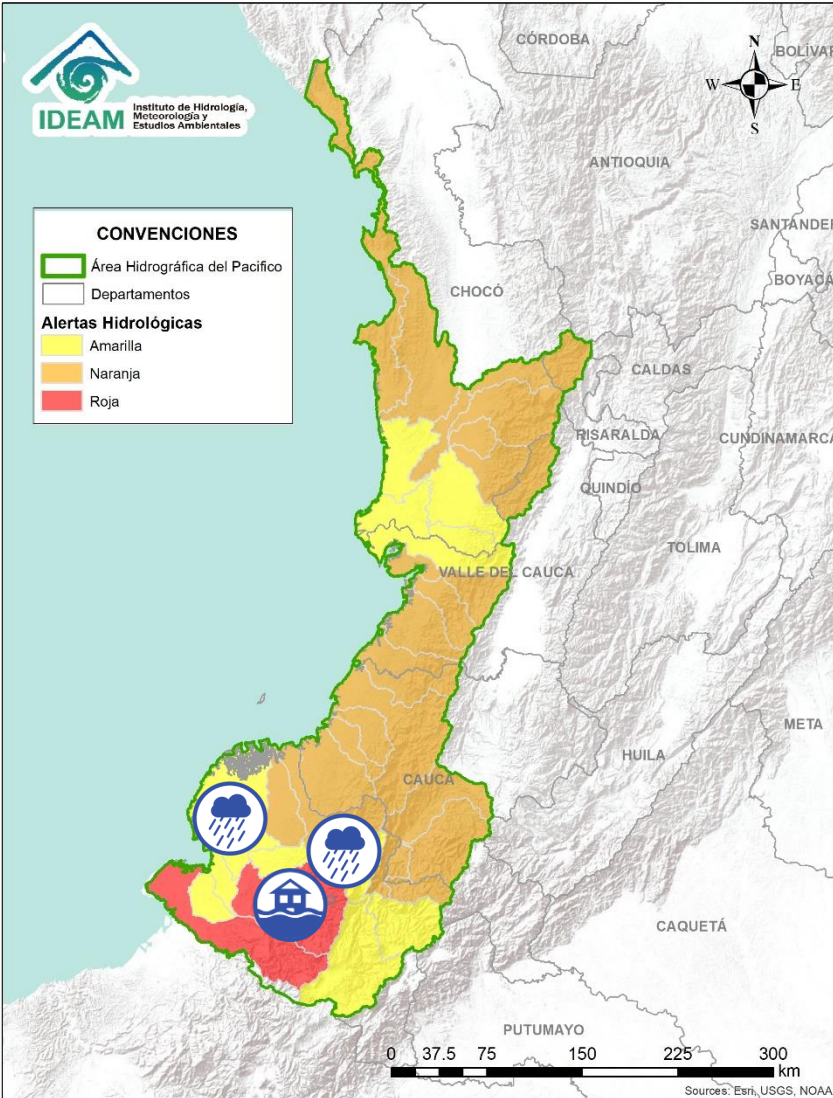 IDEAM
Instituto de Hidrología,
Meteorología y
Estudios Ambientales
CÓRDOBA
BOLÍVAR
N
W
E
S
ANTIOQUIA
SANTANDER
BOYACÁ
CONVENCIONES
Área Hidrográfica del Pacifico
Departamentos
Alertas Hidrológicas
Amarilla
Naranja
Roja
CHOCÓ
CALDAS
RISARALDA
CUNDINAMARCA
QUINDÍO
TOLIMA
VALLE DEL CAUCA
META
HUILA
CAUCA
CAQUETÁ
PUTUMAYO
0 37.5 75 150 225 300
km
Sources: Esri, USGS, NOAA